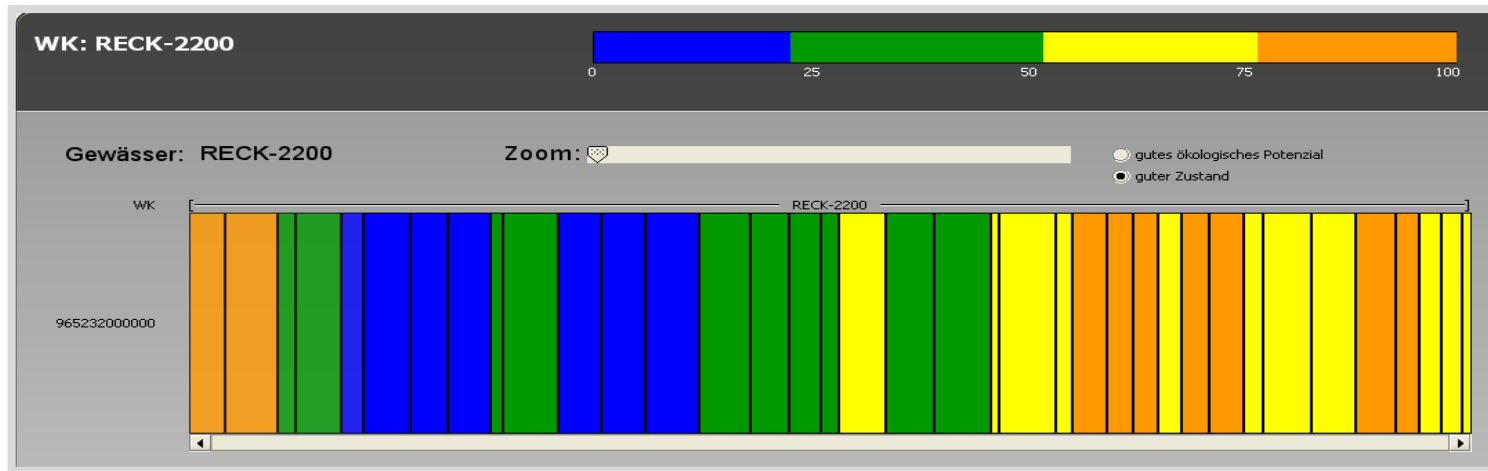 WK: RECK-2200
0 25 50 75 100
Gewässer: RECK-2200 Zoom: gutes ökologisches Potenzial
guter Zustand
WK [ RECK-2200 ]
965232000000